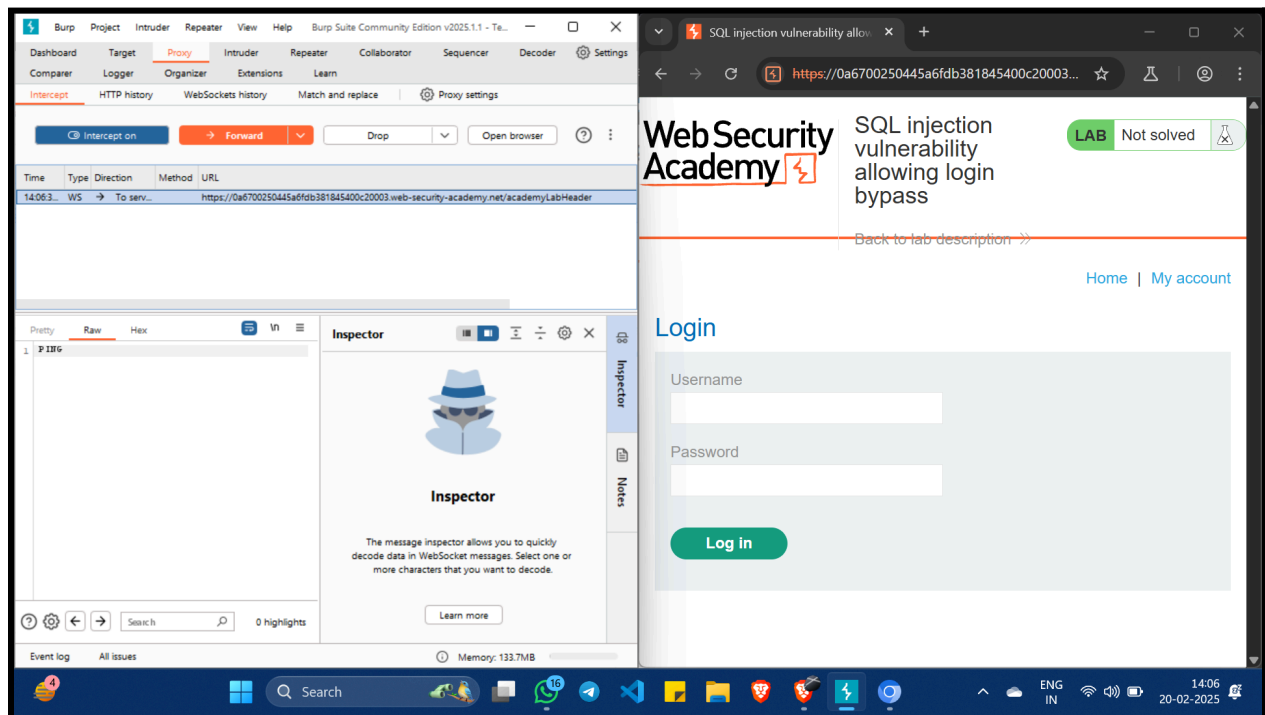 Burp Project Intruder Repeater View Help Burp Suite Community Edition v2025.1.1 - Te...
Dashboard Target Proxy Intruder Repeater Collaborator Sequencer Decoder Settings
Comparer Logger Organizer Extensions Learn
Intercept HTTP history WebSockets history Match and replace Proxy settings
Intercept on Forward Drop Open browser
Time Type Direction Method URL
14:06:3... WS → To serv... https://0a6700250445a6fdb381845400c20003.web-security-academy.net/academyLabHeader
Pretty Raw Hex \n
1 PING
Inspector
Inspector
Notes
Inspector
The message inspector allows you to quickly
decode data in WebSocket messages. Select one or
more characters that you want to decode.
Learn more
Search 0 highlights
Event log All issues Memory: 133.7MB
SQL injection vulnerability allow
https://0a6700250445a6fdb381845400c20003...
Web Security
Academy
SQL injection
vulnerability
allowing login
bypass
LAB Not solved
Back to lab description
Home | My account
Login
Username
Password
Log in
4
Search
16
ENG
IN
14:06
20-02-2025